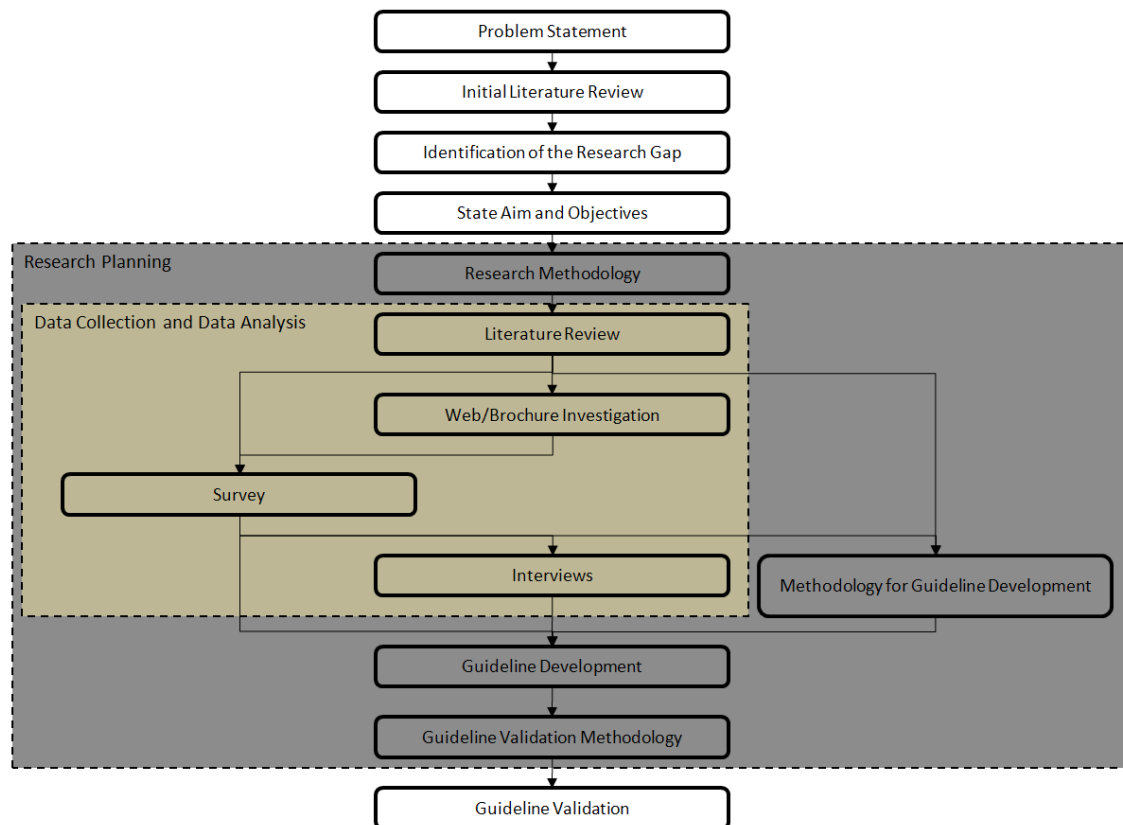 Problem Statement
Initial Literature Review
Identification of the Research Gap
State Aim and Objectives
Research Planning
Research Methodology
Data Collection and Data Analysis
Literature Review
Web/Brochure Investigation
Survey
Interviews
Methodology for Guideline Development
Guideline Development
Guideline Validation Methodology
Guideline Validation